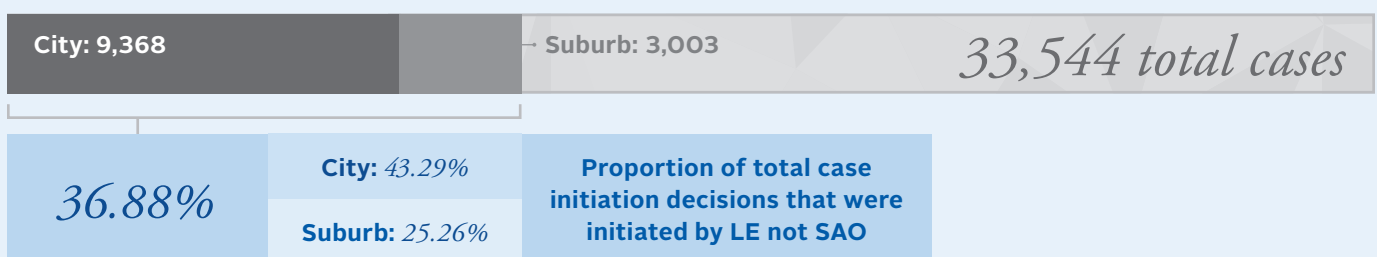 City: 9,368
Suburb: 3,003
33,544 total cases
36.88%
City: 43.29%
Suburb: 25.26%
Proportion of total case
initiation decisions that were
initiated by LE not SAO